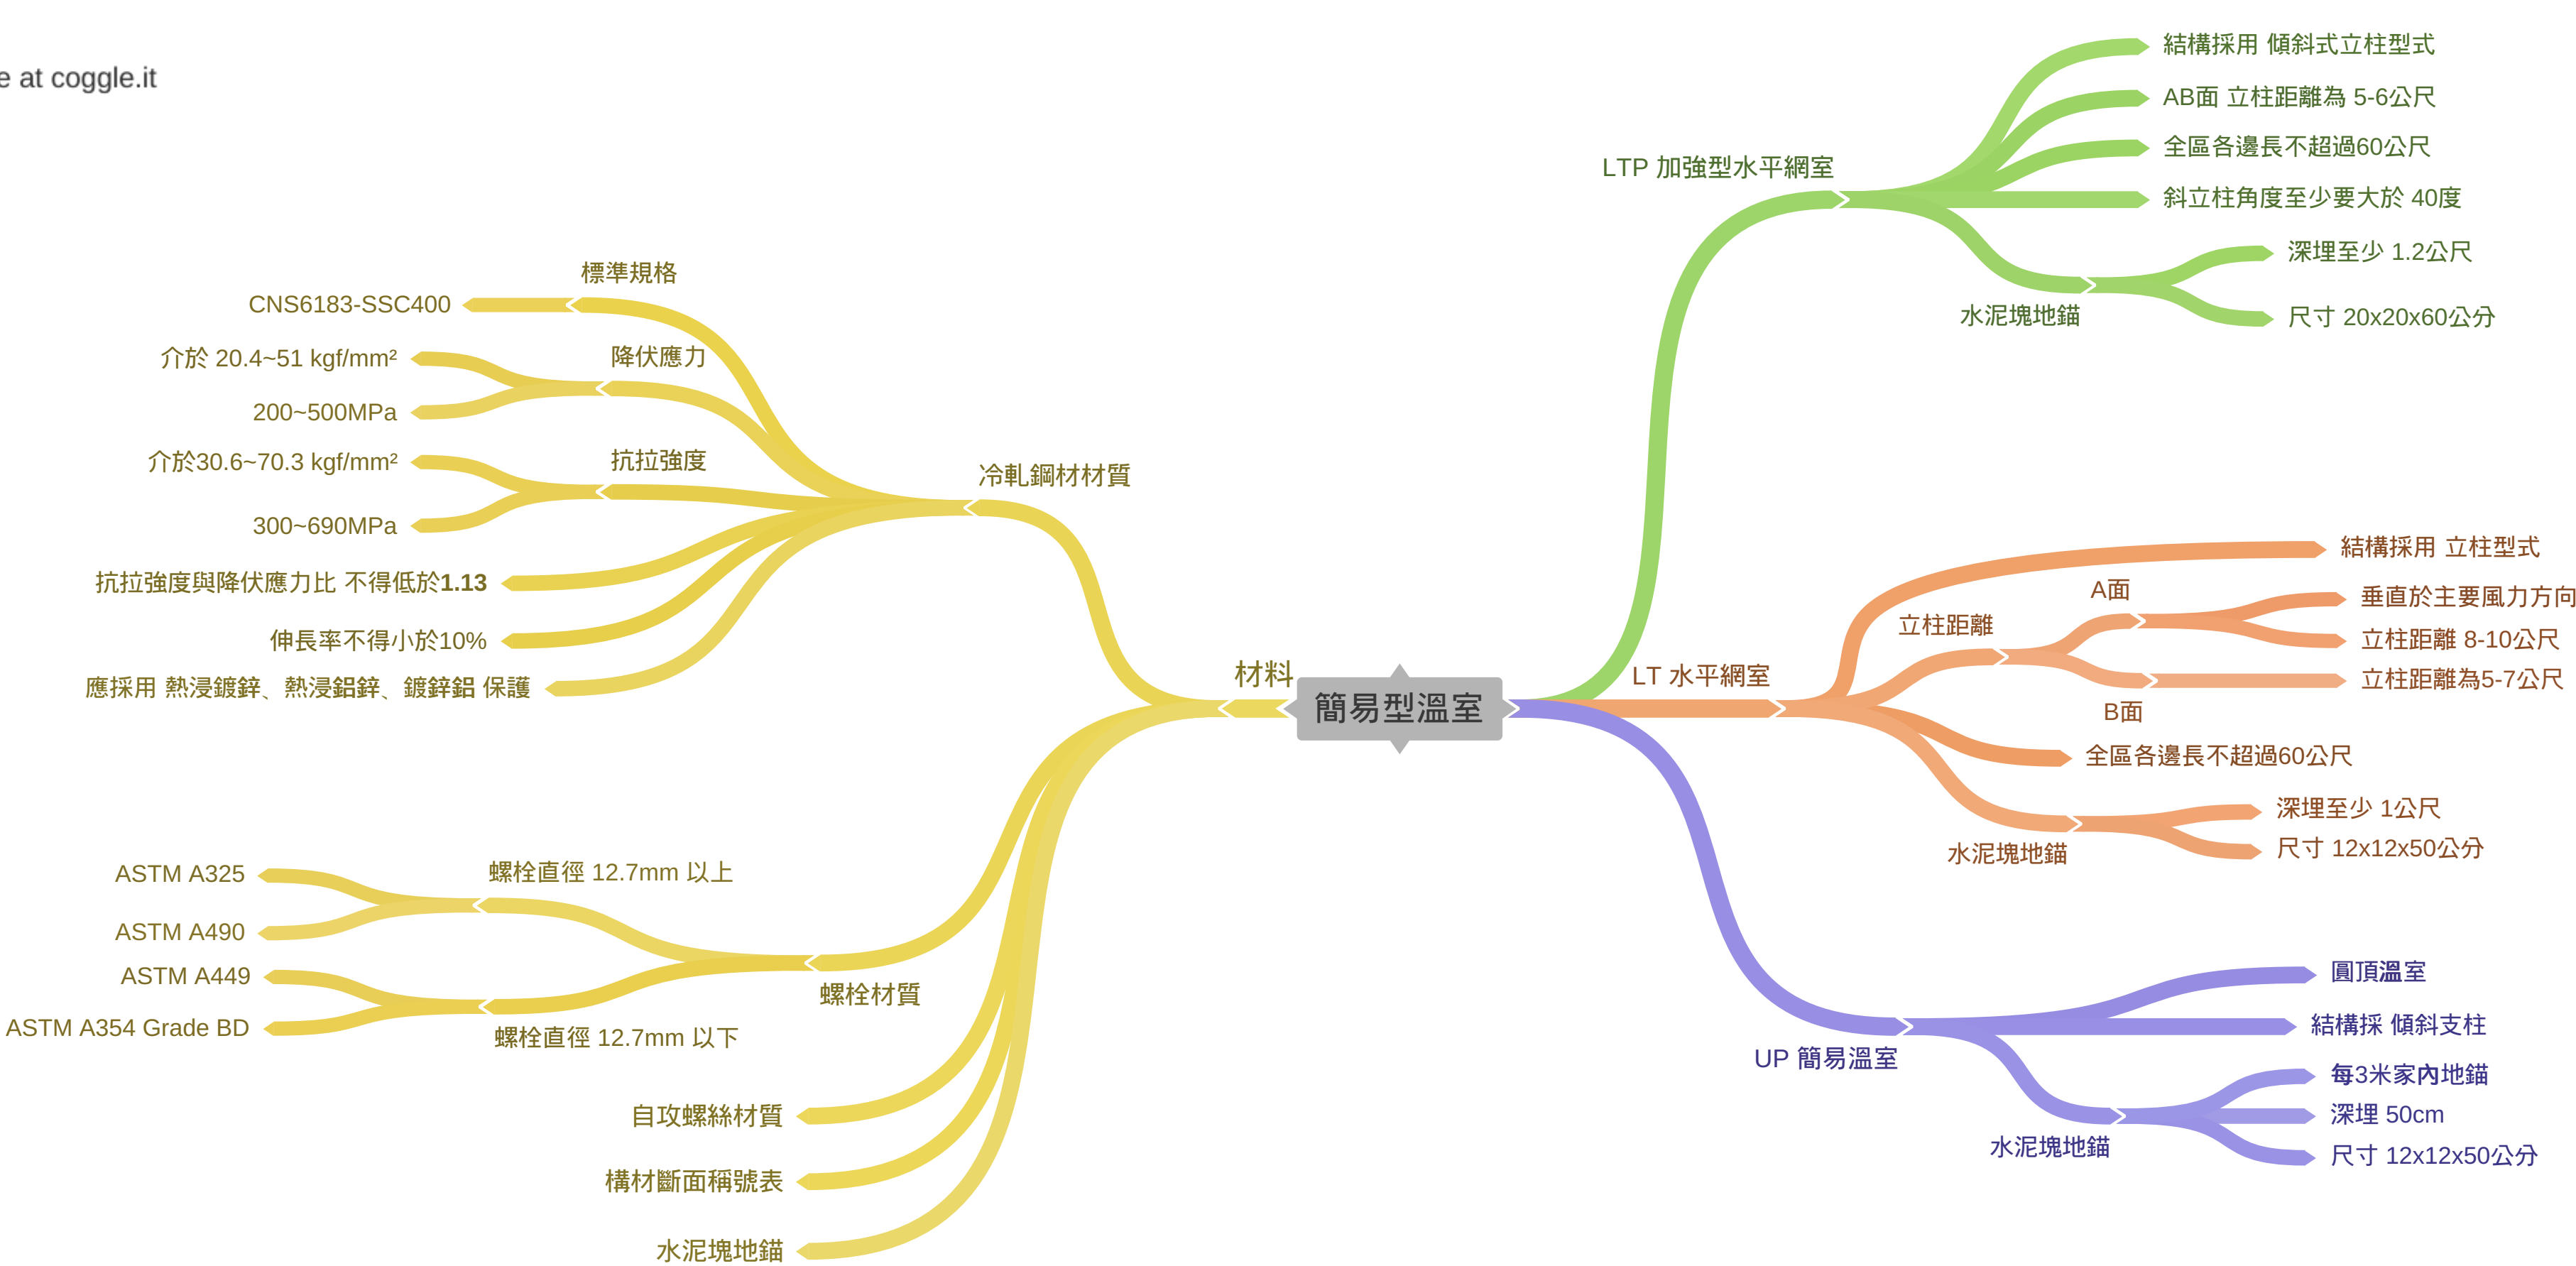 e at coggle.it
簡易型溫室
材料
冷軋鋼材材質
標準規格
CNS6183-SSC400
降伏應力
介於 20.4~51 kgf/mm²
200~500MPa
抗拉強度
介於30.6~70.3 kgf/mm²
300~690MPa
抗拉強度與降伏應力比 不得低於1.13
伸長率不得小於10%
應採用 熱浸鍍鋅、熱浸鋁鋅、鍍鋅鋁 保護
螺栓材質
螺栓直徑 12.7mm 以上
ASTM A325
ASTM A490
螺栓直徑 12.7mm 以下
ASTM A449
ASTM A354 Grade BD
自攻螺絲材質
構材斷面稱號表
水泥塊地錨
LTP 加強型水平網室
結構採用 傾斜式立柱型式
AB面 立柱距離為 5-6公尺
全區各邊長不超過60公尺
斜立柱角度至少要大於 40度
水泥塊地錨
深埋至少 1.2公尺
尺寸 20x20x60公分
LT 水平網室
結構採用 立柱型式
立柱距離
A面
垂直於主要風力方向
立柱距離 8-10公尺
B面
立柱距離為5-7公尺
全區各邊長不超過60公尺
水泥塊地錨
深埋至少 1公尺
尺寸 12x12x50公分
UP 簡易溫室
圓頂溫室
結構採 傾斜支柱
水泥塊地錨
每3米家內地錨
深埋 50cm
尺寸 12x12x50公分